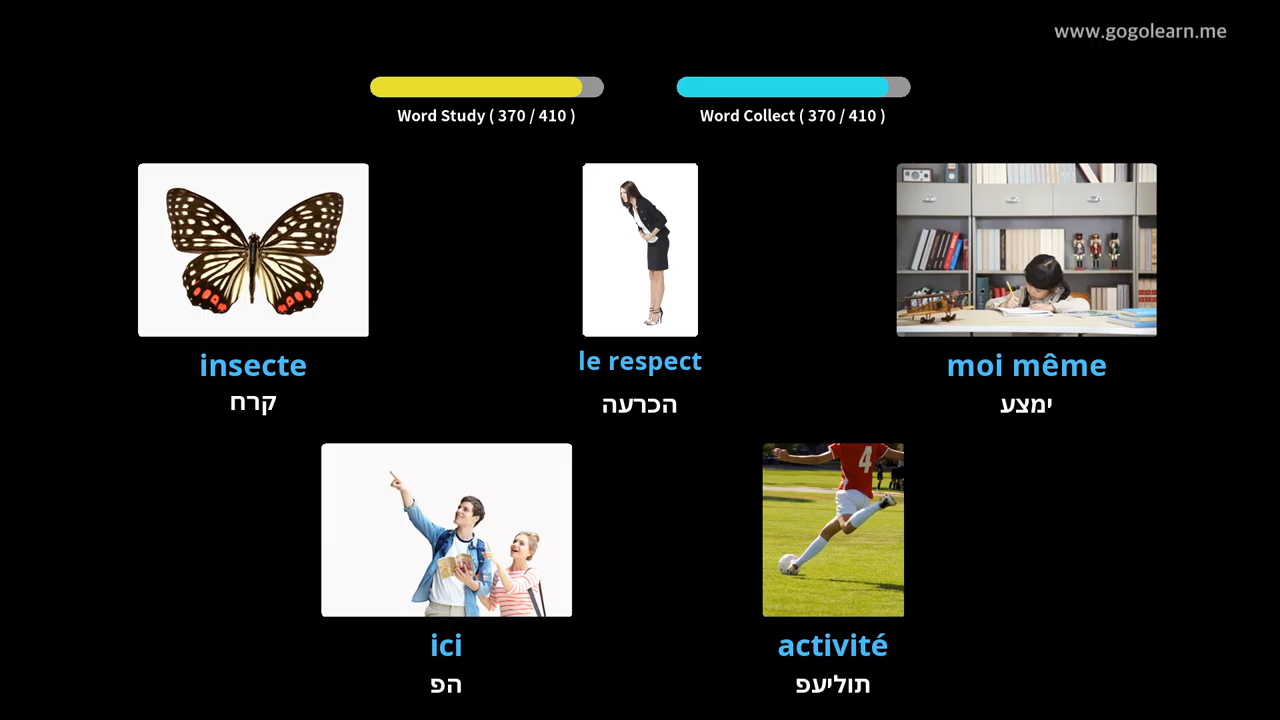 www.gogolearn.me
Word Study ( 370 / 410 )
Word Collect ( 370 / 410 )
insecte
קרח
le respect
הכרעה
moi même
ימצע
ici
הפ
activité
תוליעפ
4